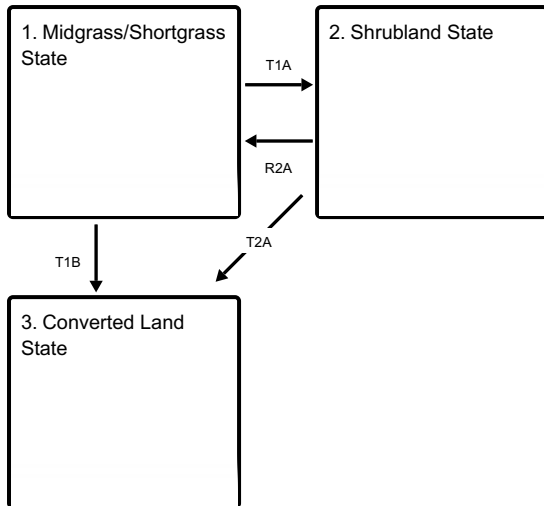 1. Midgrass/Shortgrass
State
2. Shrubland State
T1A
R2A
T1B
T2A
3. Converted Land
State